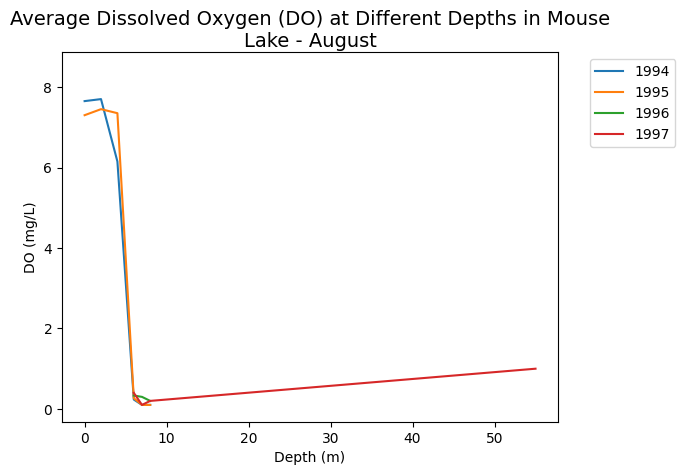 Average Dissolved Oxygen (DO) at Different Depths in Mouse
Lake - August
1994
1995
1996
1997
8
6
4
2
0
DO (mg/L)
0 10 20 30 40 50
Depth (m)